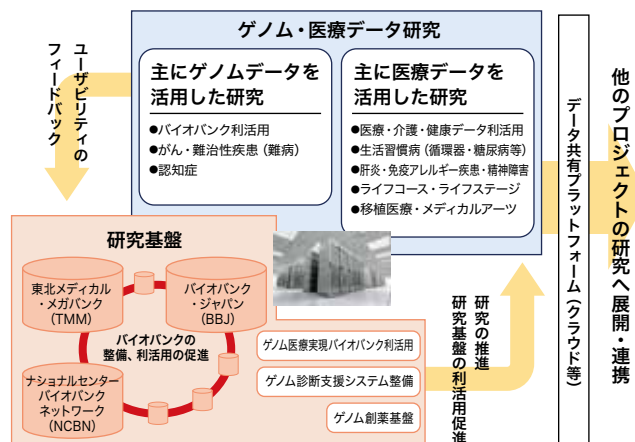 ゲノム・医療データ研究
主にゲノムデータを
活用した研究
●バイオバンク利活用
●がん・難治性疾患（難病）
●認知症
主に医療データを
活用した研究
●医療・介護・健康データ利活用
●生活習慣病（循環器・糖尿病等）
●肝炎・免疫アレルギー疾患・精神障害
●ライフコース・ライフステージ
●移植医療・メディカルアーツ
ユーザビリティの
フィードバック
研究基盤
東北メディカル
・メガバンク
（TMM）
バイオバンク
・ジャパン
（BBJ）
バイオバンクの
整備、利活用の促進
ナショナルセンター
バイオバンク
ネットワーク
（NCBN）
ゲノム医療実現バイオバンク利活用
ゲノム診断支援システム整備
ゲノム創薬基盤
研究の推進
研究基盤の利活用促進
データ共有プラットフォーム（クラウド等）
他のプロジェクトの研究へ展開・連携